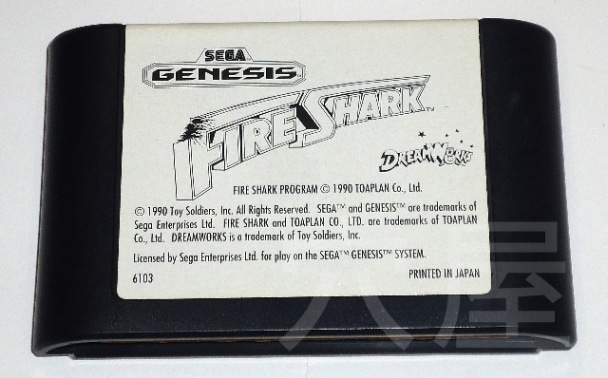 SEGA
GENESIS
FIRE SHARK™
DREAMWORKS
FIRE SHARK PROGRAM © 1990 TOAPLAN Co., Ltd.
© 1990 Toy Soldiers, Inc. All Rights Reserved. SEGA™ and GENESIS™ are trademarks of
Sega Enterprises Ltd. FIRE SHARK and TOAPLAN CO., LTD. are trademarks of TOAPLAN
Co., Ltd. DREAMWORKS is a trademark of Toy Soldiers, Inc.
Licensed by Sega Enterprises Ltd. for play on the SEGA™ GENESIS™ SYSTEM.
6103 PRINTED IN JAPAN